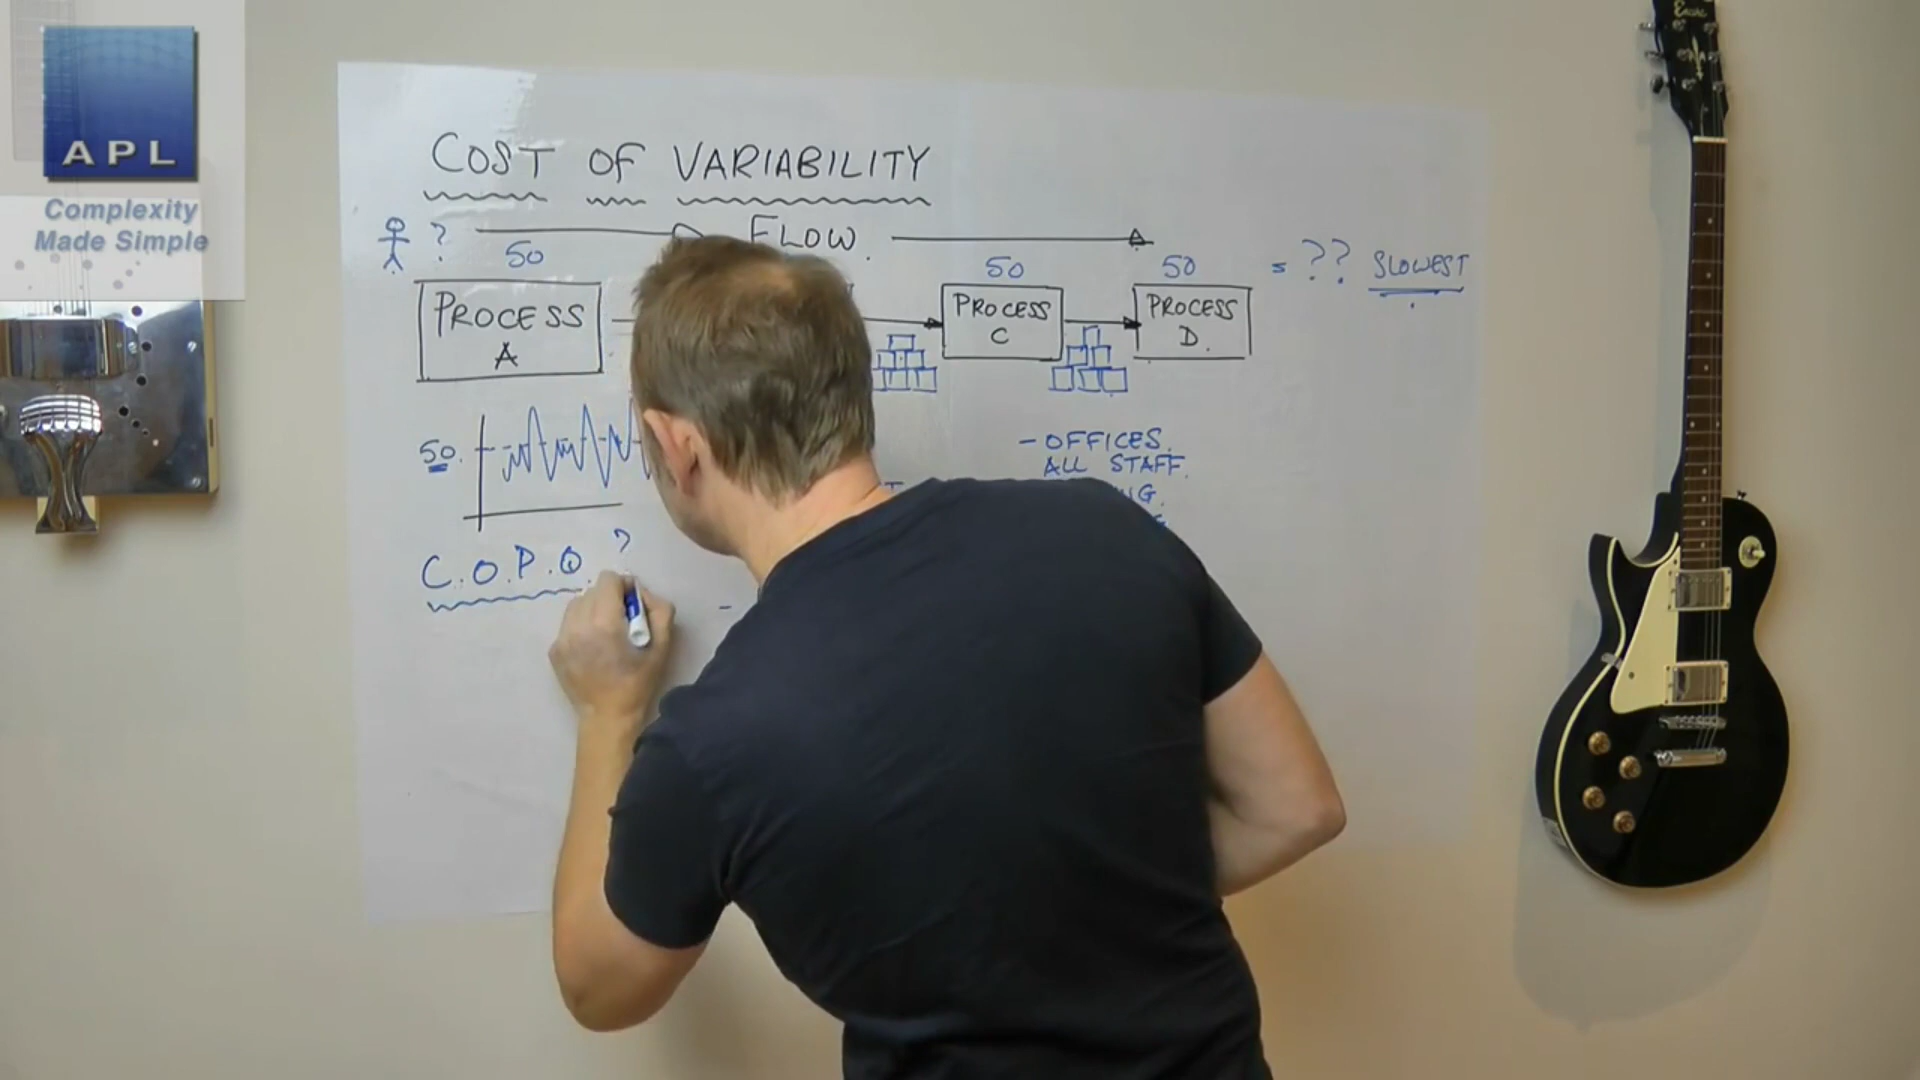 APL
Complexity
Made Simple
COST OF VARIABILITY
? FLOW.
50 50 50 = ?? SLOWEST
PROCESS
A
PROCESS
C
PROCESS
D.
50.
- OFFICES.
ALL STAFF.
C.O.P.Q. ?